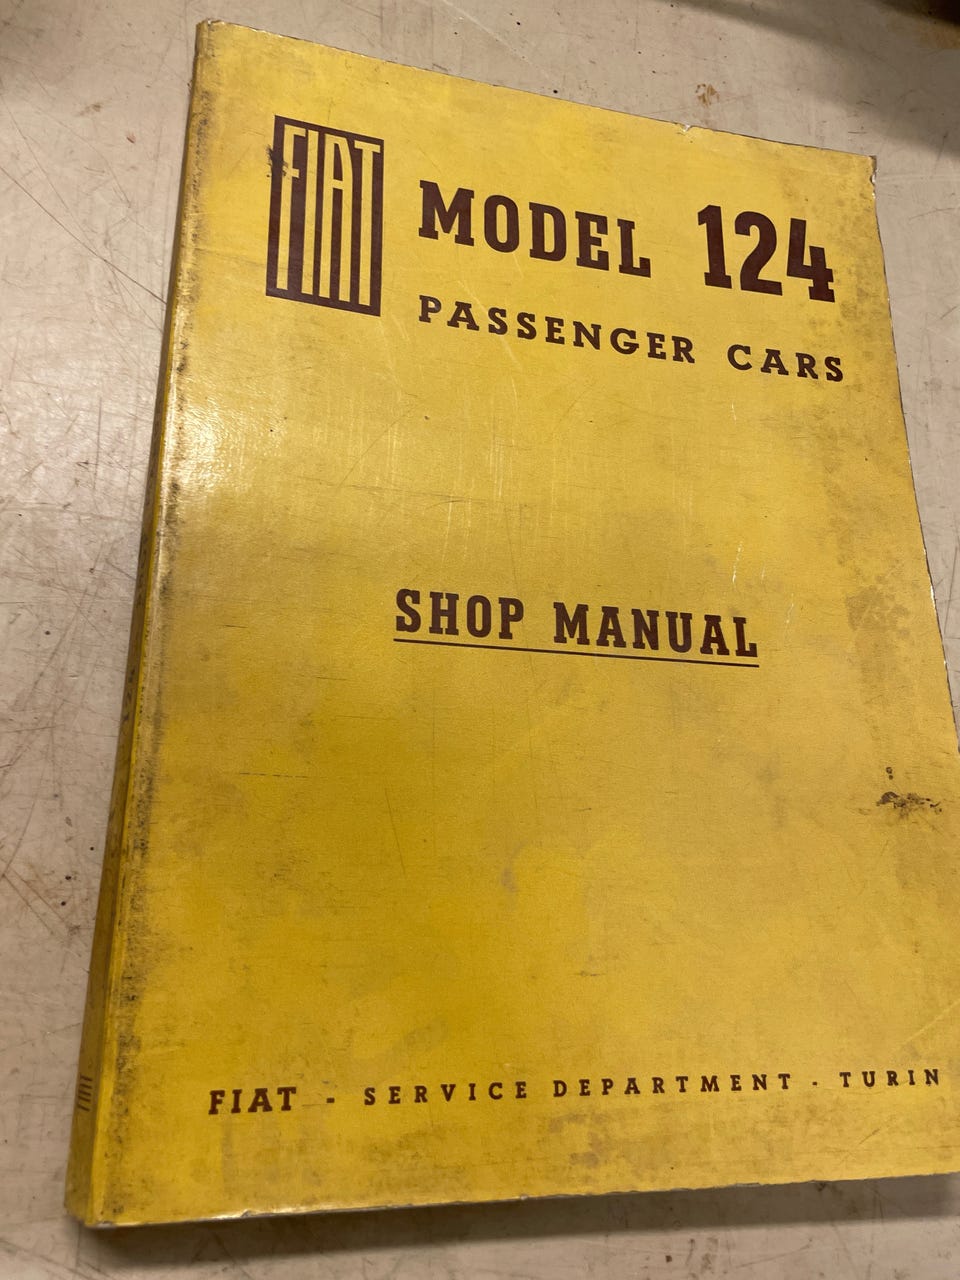 FIAT
MODEL 124
PASSENGER CARS
SHOP MANUAL
FIAT - SERVICE DEPARTMENT - TURIN